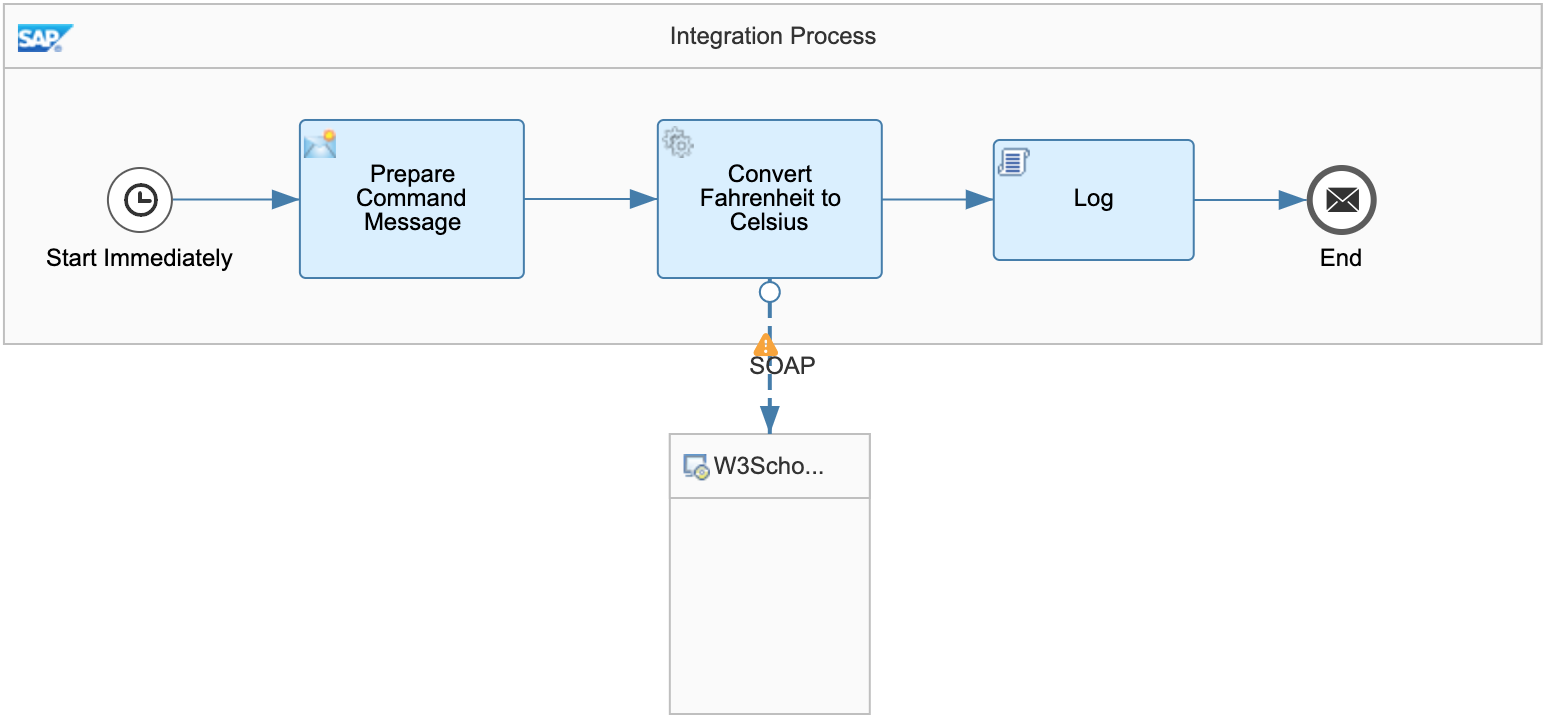 SAP
Integration Process
Start Immediately
Prepare
Command
Message
Convert
Fahrenheit to
Celsius
Log
End
SOAP
W3Scho...